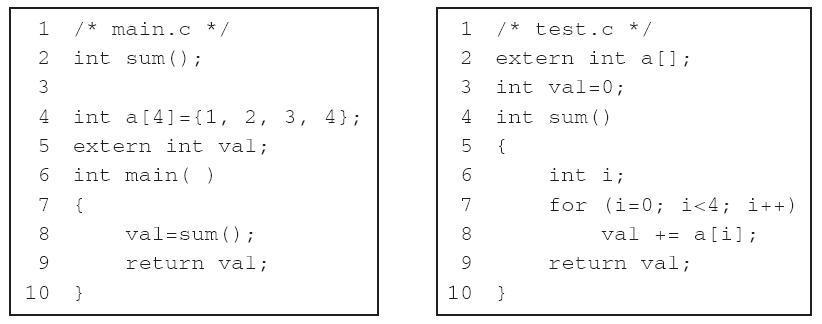 1 /* main.c */
2 int sum();
3
4 int a[4]={1, 2, 3, 4};
5 extern int val;
6 int main( )
7 {
8 val=sum();
9 return val;
10 }
1 /* test.c */
2 extern int a[];
3 int val=0;
4 int sum()
5 {
6 int i;
7 for (i=0; i<4; i++)
8 val += a[i];
9 return val;
10 }